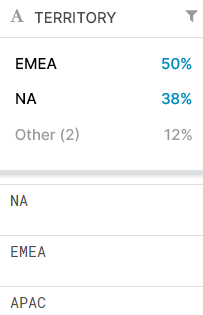 A TERRITORY
EMEA 50%
NA 38%
Other (2) 12%
NA
EMEA
APAC